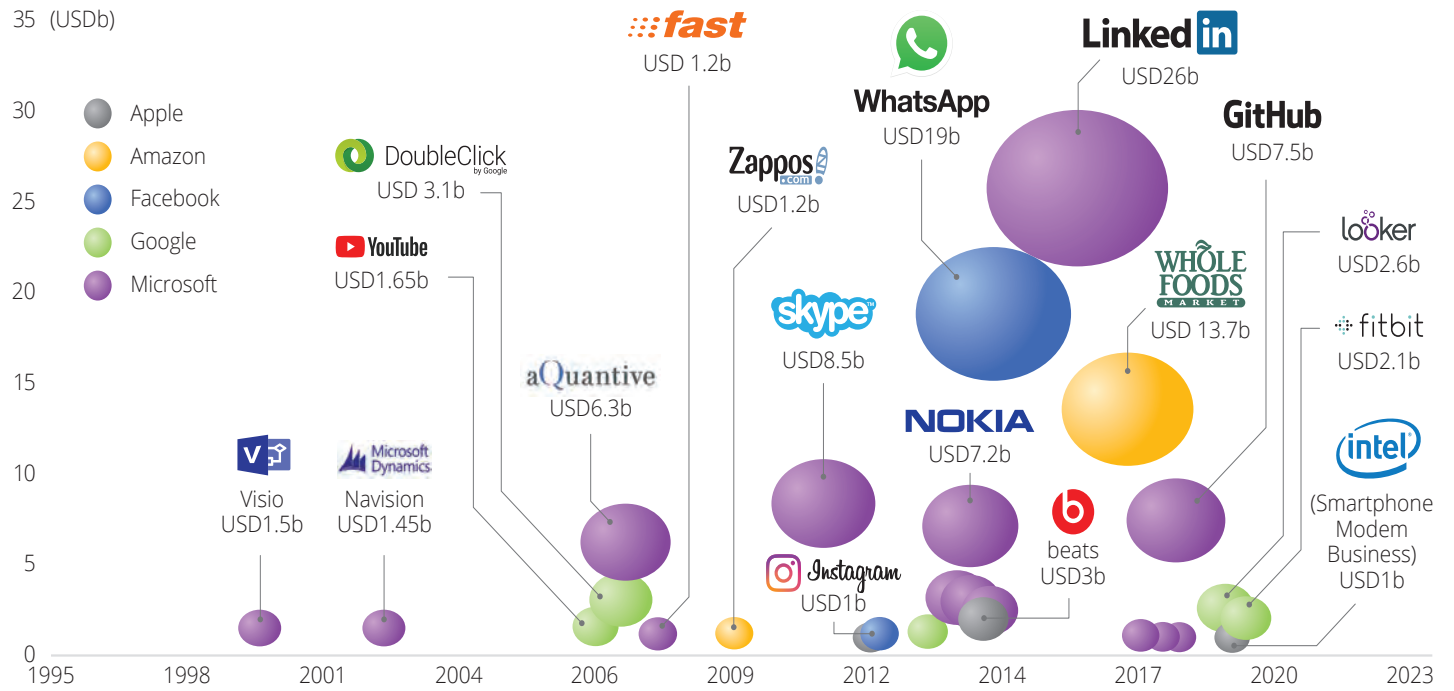 35 (USDb)
30
25
20
15
10
5
0
Apple
Amazon
Facebook
Google
Microsoft
Visio
USD1.5b
Microsoft
Dynamics
Navision
USD1.45b
DoubleClick
by Google
USD 3.1b
YouTube
USD1.65b
aQuantive
USD6.3b
fast
USD 1.2b
Zappos
.com
USD1.2b
skype™
USD8.5b
Instagram
USD1b
WhatsApp
USD19b
NOKIA
USD7.2b
beats
USD3b
LinkedIn
USD26b
WHOLE
FOODS
MARKET
USD 13.7b
GitHub
USD7.5b
looker
USD2.6b
fitbit
USD2.1b
intel
(Smartphone
Modem
Business)
USD1b
1995 1998 2001 2004 2006 2009 2012 2014 2017 2020 2023